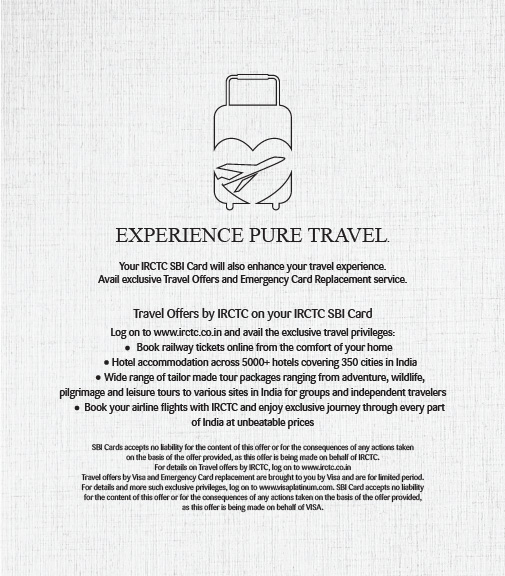 EXPERIENCE PURE TRAVEL.
Your IRCTC SBI Card will also enhance your travel experience.
Avail exclusive Travel Offers and Emergency Card Replacement service.
Travel Offers by IRCTC on your IRCTC SBI Card
Log on to www.irctc.co.in and avail the exclusive travel privileges:
● Book railway tickets online from the comfort of your home
● Hotel accommodation across 5000+ hotels covering 350 cities in India
● Wide range of tailor made tour packages ranging from adventure, wildlife,
pilgrimage and leisure tours to various sites in India for groups and independent travelers
● Book your airline flights with IRCTC and enjoy exclusive journey through every part
of India at unbeatable prices
SBI Cards accepts no liability for the content of this offer or for the consequences of any actions taken
on the basis of the offer provided, as this offer is being made on behalf of IRCTC.
For details on Travel offers by IRCTC, log on to www.irctc.co.in
Travel offers by Visa and Emergency Card replacement are brought to you by Visa and are for limited period.
For details and more such exclusive privileges, log on to www.visaplatinum.com. SBI Card accepts no liability
for the content of this offer or for the consequences of any actions taken on the basis of the offer provided,
as this offer is being made on behalf of VISA.